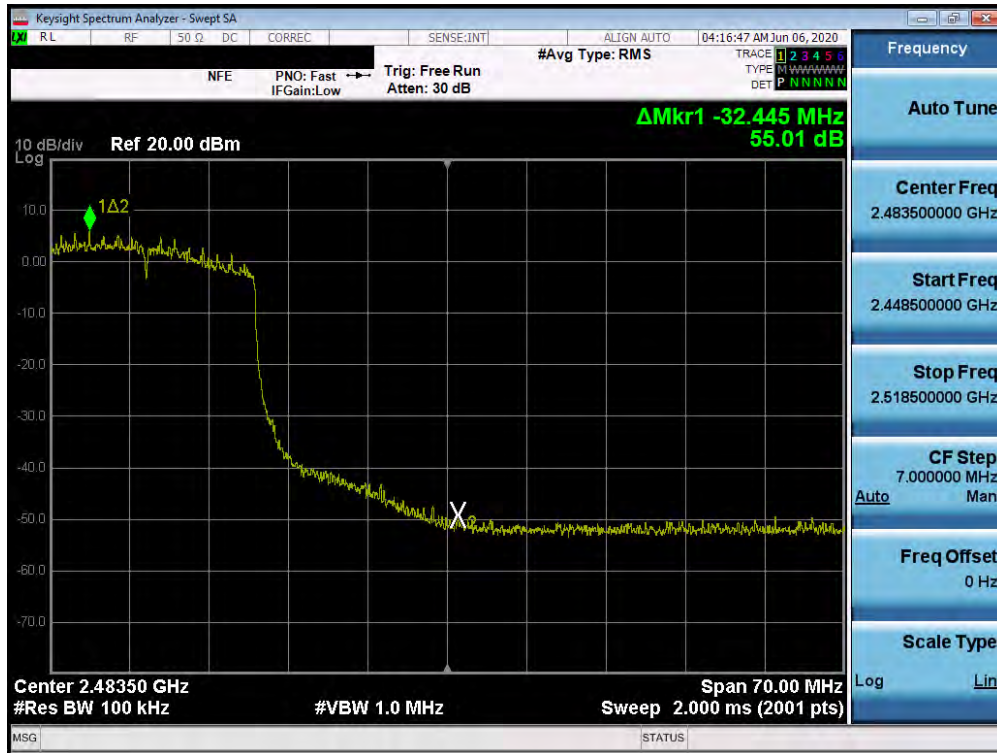 Keysight Spectrum Analyzer - Swept SA
LXI RL RF 50 Ω DC CORREC SENSE:INT ALIGN AUTO 04:16:47 AM Jun 06, 2020
NFE PNO: Fast Trig: Free Run #Avg Type: RMS TRACE 1 2 3 4 5 6
IFGain:Low Atten: 30 dB TYPE M WWWWW
DET P N N N N N
ΔMkr1 -32.445 MHz
55.01 dB
10 dB/div Ref 20.00 dBm
Log
1Δ2
10.0
0.00
-10.0
-20.0
-30.0
-40.0
-50.0
X2
-60.0
-70.0
Center 2.48350 GHz Span 70.00 MHz
#Res BW 100 kHz #VBW 1.0 MHz Sweep 2.000 ms (2001 pts)
MSG STATUS
Frequency
Auto Tune
Center Freq
2.483500000 GHz
Start Freq
2.448500000 GHz
Stop Freq
2.518500000 GHz
CF Step
7.000000 MHz
Auto Man
Freq Offset
0 Hz
Scale Type
Log Lin